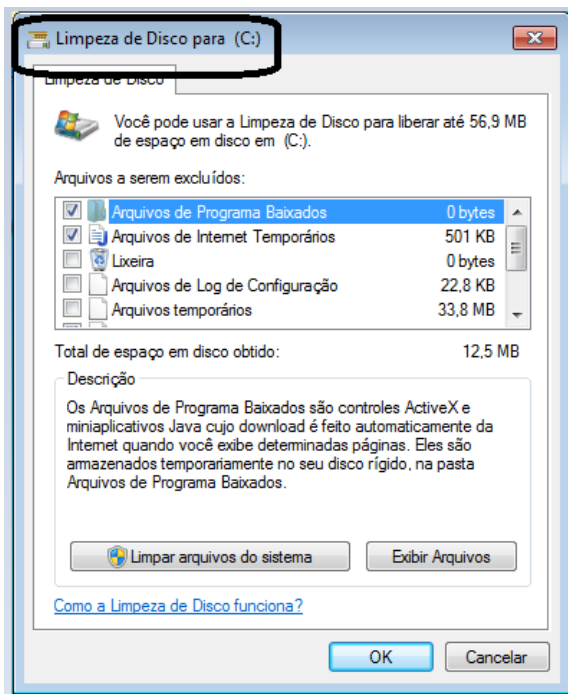 Limpeza de Disco para (C:)
Limpeza de Disco
Você pode usar a Limpeza de Disco para liberar até 56,9 MB
de espaço em disco em (C:).
Arquivos a serem excluídos:
Arquivos de Programa Baixados 0 bytes
Arquivos de Internet Temporários 501 KB
Lixeira 0 bytes
Arquivos de Log de Configuração 22,8 KB
Arquivos temporários 33,8 MB
Total de espaço em disco obtido: 12,5 MB
Descrição
Os Arquivos de Programa Baixados são controles ActiveX e
miniaplicativos Java cujo download é feito automaticamente da
Internet quando você exibe determinadas páginas. Eles são
armazenados temporariamente no seu disco rígido, na pasta
Arquivos de Programa Baixados.
Limpar arquivos do sistema Exibir Arquivos
Como a Limpeza de Disco funciona?
OK Cancelar